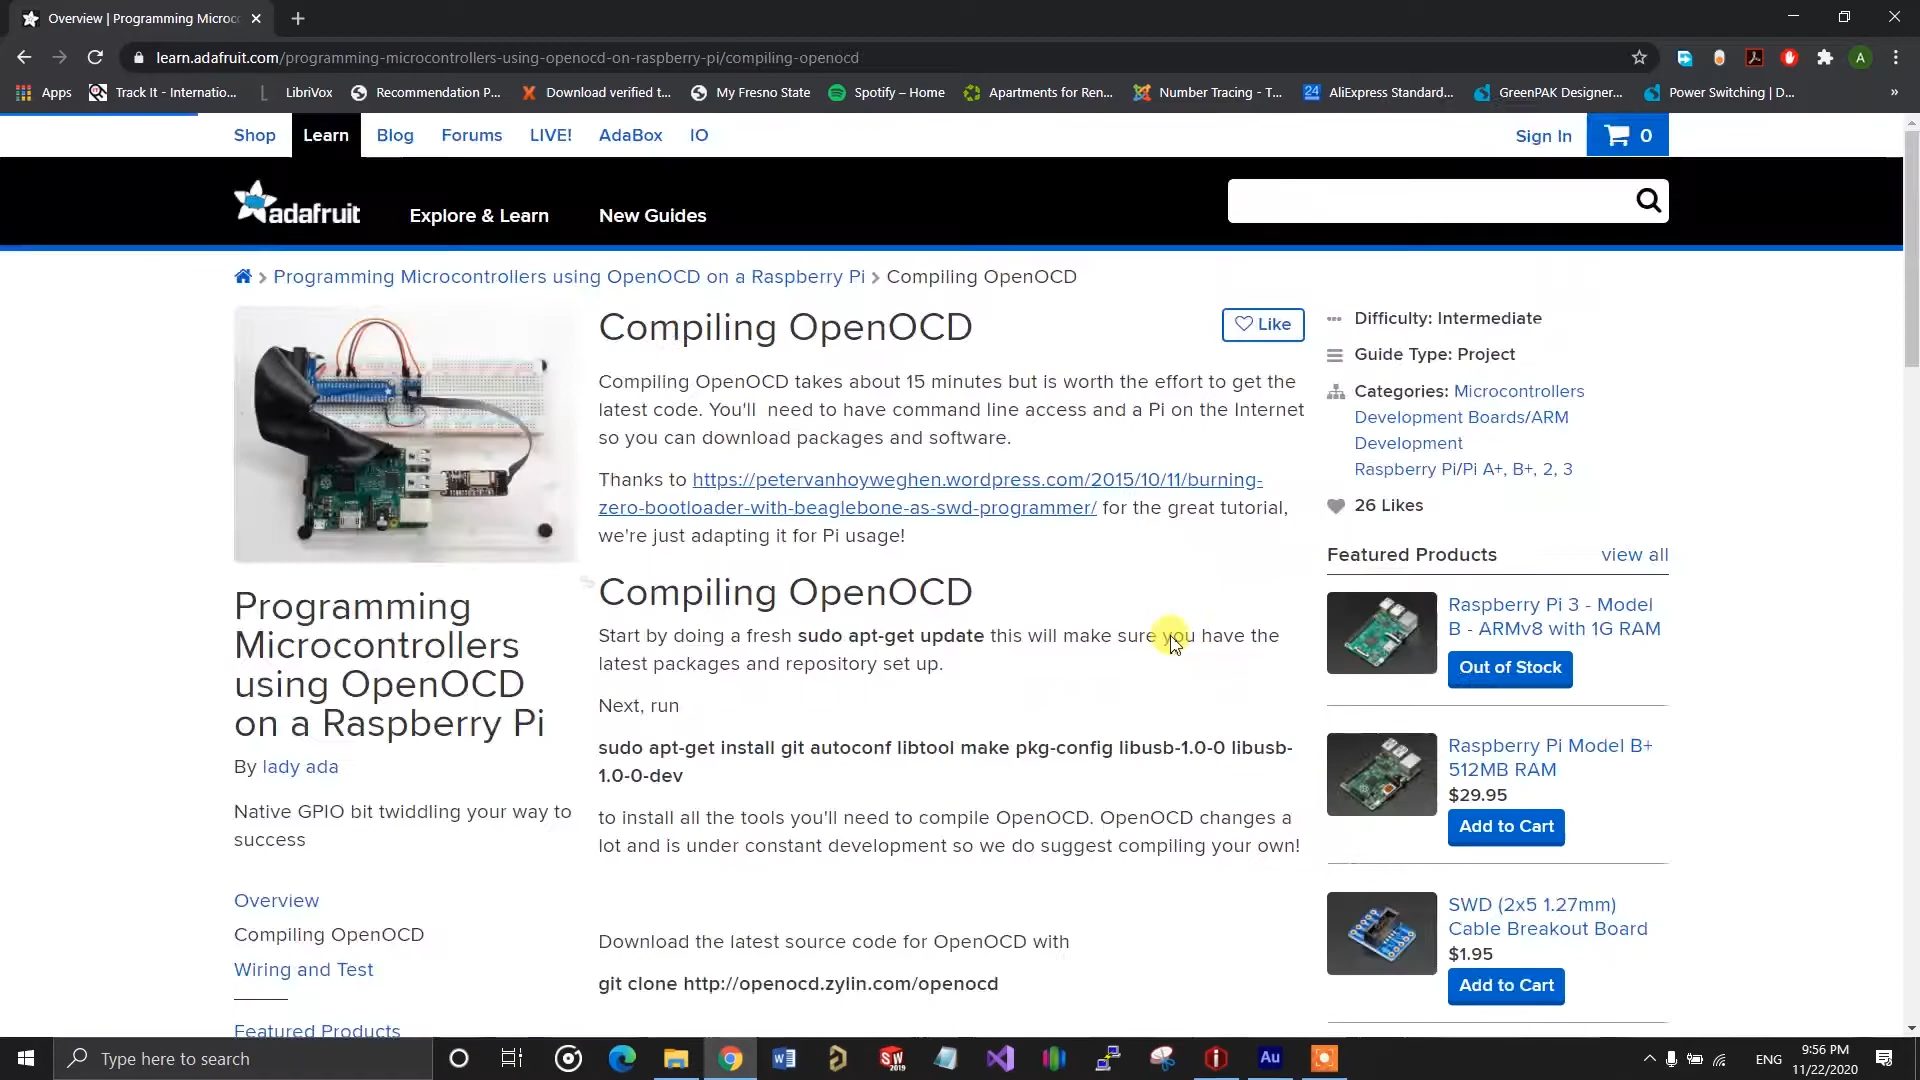 Overview | Programming Microc
learn.adafruit.com/programming-microcontrollers-using-openocd-on-raspberry-pi/compiling-openocd
A
Apps
Track It - Internatio...
LibriVox
Recommendation P...
Download verified t...
My Fresno State
Spotify – Home
Apartments for Ren...
Number Tracing - T...
AliExpress Standard...
GreenPAK Designer...
Power Switching | D...
»
Shop Learn Blog Forums LIVE! AdaBox IO
Sign In 0
adafruit
Explore & Learn New Guides
Programming Microcontrollers using OpenOCD on a Raspberry Pi > Compiling OpenOCD
Compiling OpenOCD
Like
Compiling OpenOCD takes about 15 minutes but is worth the effort to get the
latest code. You'll need to have command line access and a Pi on the Internet
so you can download packages and software.
Thanks to https://petervanhoyweghen.wordpress.com/2015/10/11/burning-
zero-bootloader-with-beaglebone-as-swd-programmer/ for the great tutorial,
we're just adapting it for Pi usage!
Compiling OpenOCD
Start by doing a fresh sudo apt-get update this will make sure you have the
latest packages and repository set up.
Next, run
sudo apt-get install git autoconf libtool make pkg-config libusb-1.0-0 libusb-
1.0-0-dev
to install all the tools you'll need to compile OpenOCD. OpenOCD changes a
lot and is under constant development so we do suggest compiling your own!
Download the latest source code for OpenOCD with
git clone http://openocd.zylin.com/openocd
Programming
Microcontrollers
using OpenOCD
on a Raspberry Pi
By lady ada
Native GPIO bit twiddling your way to
success
Overview
Compiling OpenOCD
Wiring and Test
Featured Products
Difficulty: Intermediate
Guide Type: Project
Categories: Microcontrollers
Development Boards/ARM
Development
Raspberry Pi/Pi A+, B+, 2, 3
26 Likes
Featured Products view all
Raspberry Pi 3 - Model
B - ARMv8 with 1G RAM
Out of Stock
Raspberry Pi Model B+
512MB RAM
$29.95
Add to Cart
SWD (2x5 1.27mm)
Cable Breakout Board
$1.95
Add to Cart
Type here to search
SW
2019
Au
ENG
9:56 PM
11/22/2020